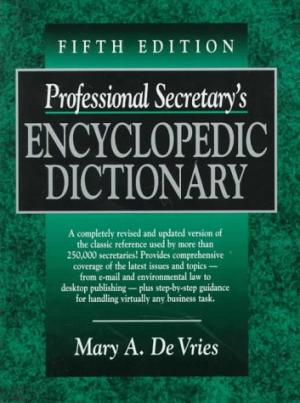 FIFTH EDITION
Professional Secretary's
ENCYCLOPEDIC
DICTIONARY
A completely revised and updated version of
the classic reference used by more than
250,000 secretaries! Provides comprehensive
coverage of the latest issues and topics —
from e-mail and environmental law to
desktop publishing — plus step-by-step guidance
for handling virtually any business task.
Mary A. De Vries